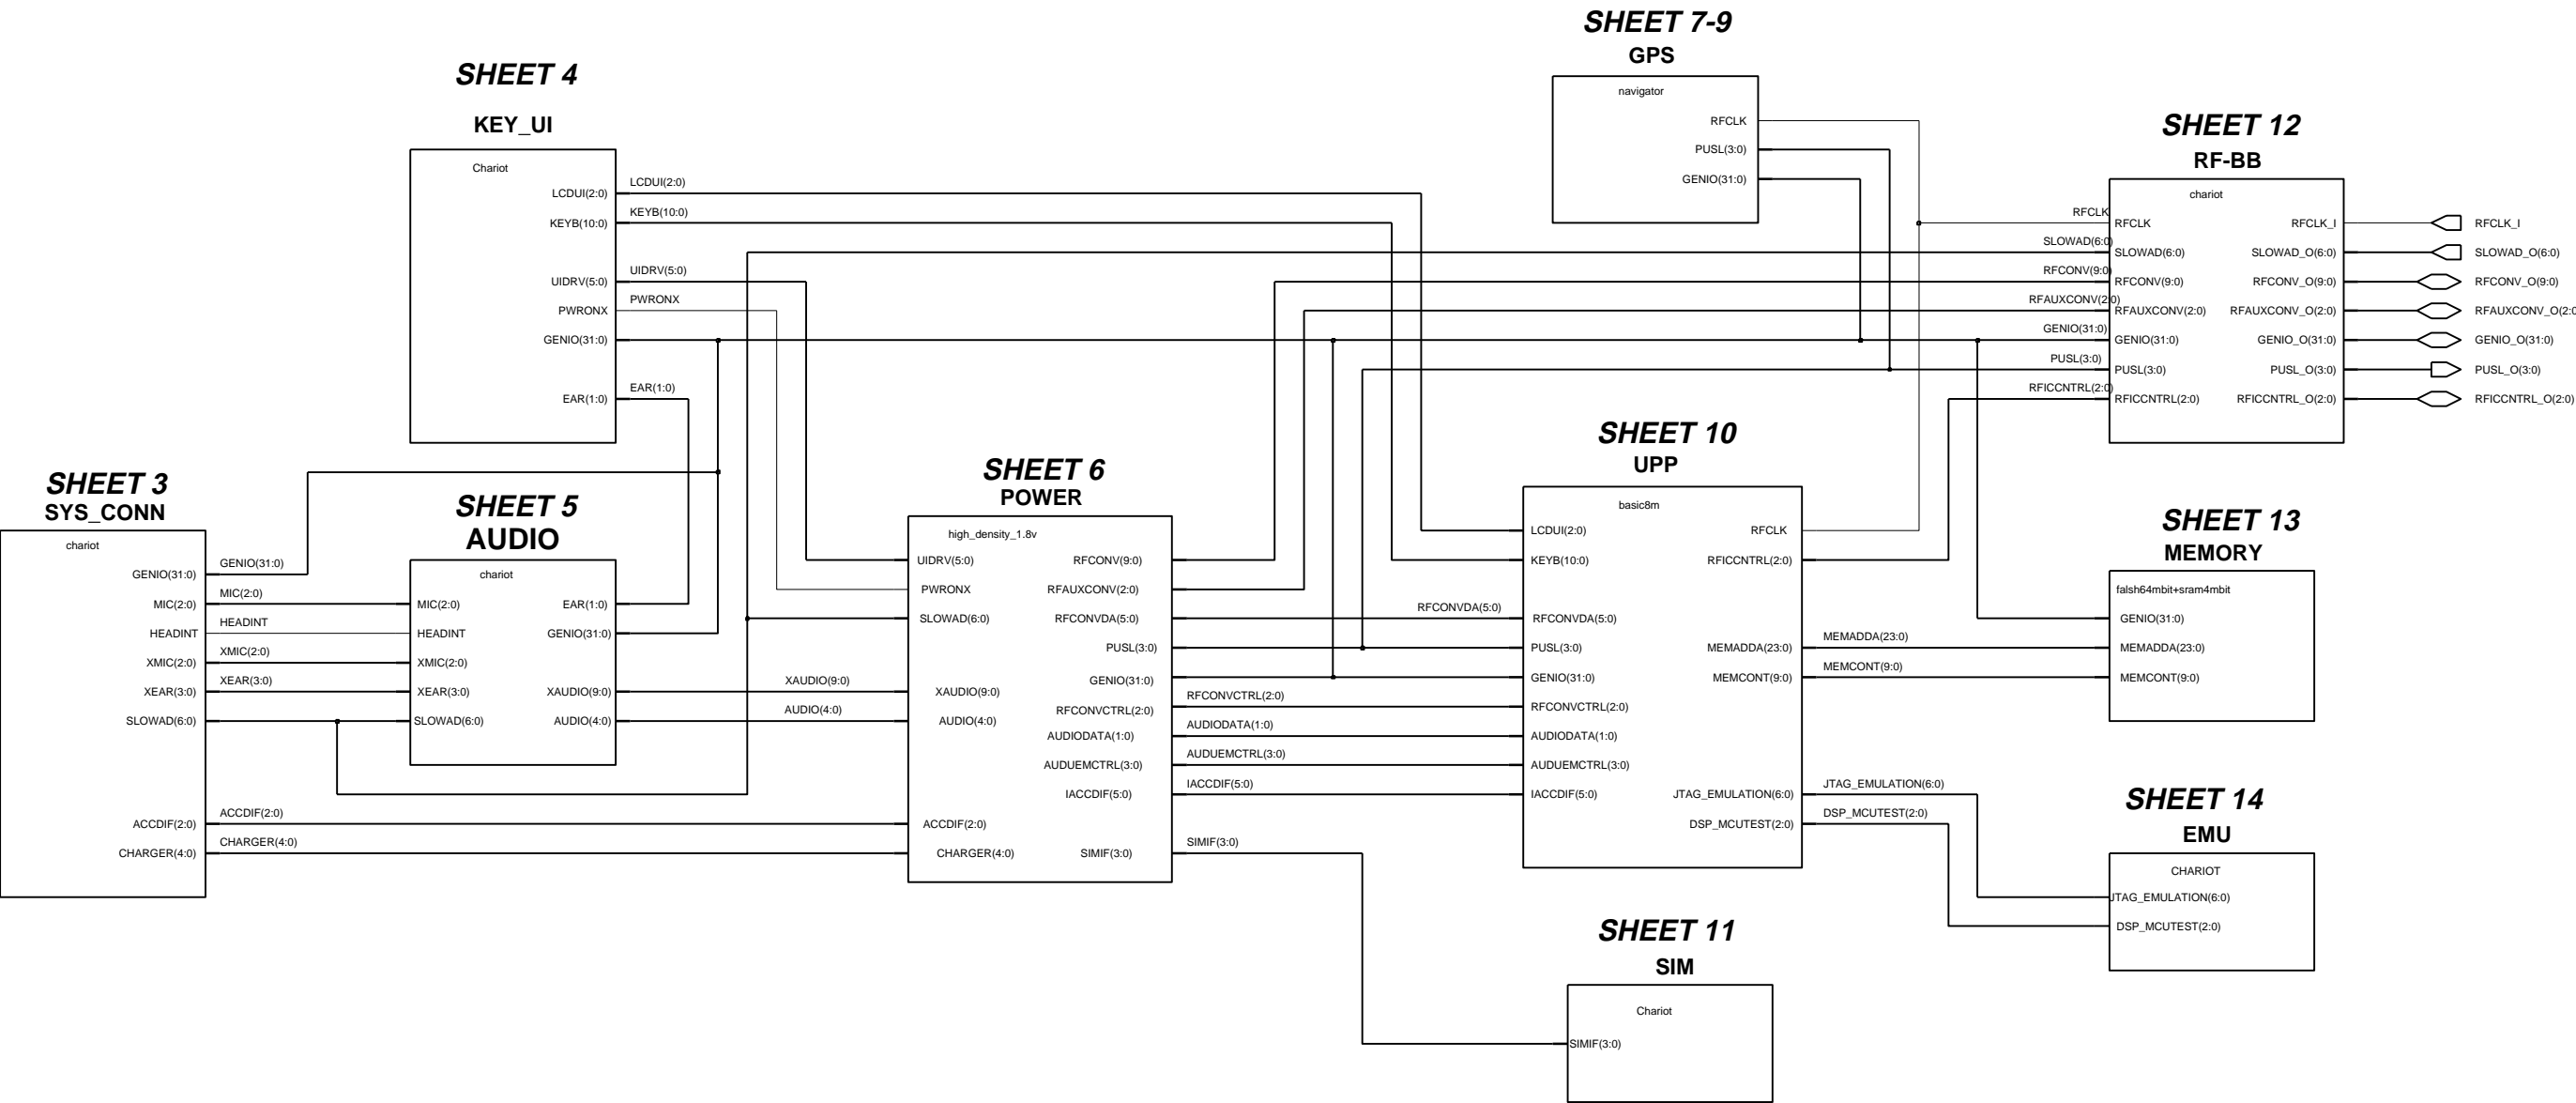 SHEET 7-9
GPS
navigator
RFCLK
PUSL(3:0)
GENIO(31:0)
SHEET 4
KEY_UI
Chariot
LCDUI(2:0)
KEYB(10:0)
UIDRV(5:0)
PWRONX
GENIO(31:0)
EAR(1:0)
LCDUI(2:0)
KEYB(10:0)
UIDRV(5:0)
PWRONX
EAR(1:0)
SHEET 12
RF-BB
chariot
RFCLK
SLOWAD(6:0)
RFCONV(9:0)
RFAUXCONV(2:0)
GENIO(31:0)
PUSL(3:0)
RFICCNTRL(2:0)
RFCLK
SLOWAD(6:0)
RFCONV(9:0)
RFAUXCONV(2:0)
GENIO(31:0)
PUSL(3:0)
RFICCNTRL(2:0)
RFCLK_I
SLOWAD_O(6:0)
RFCONV_O(9:0)
RFAUXCONV_O(2:0)
GENIO_O(31:0)
PUSL_O(3:0)
RFICCNTRL_O(2:0)
RFCLK_I
SLOWAD_O(6:0)
RFCONV_O(9:0)
RFAUXCONV_O(2:0
GENIO_O(31:0)
PUSL_O(3:0)
RFICCNTRL_O(2:0)
SHEET 3
SYS_CONN
chariot
GENIO(31:0)
MIC(2:0)
HEADINT
XMIC(2:0)
XEAR(3:0)
SLOWAD(6:0)
ACCDIF(2:0)
CHARGER(4:0)
GENIO(31:0)
MIC(2:0)
HEADINT
XMIC(2:0)
XEAR(3:0)
ACCDIF(2:0)
CHARGER(4:0)
SHEET 5
AUDIO
chariot
MIC(2:0)
HEADINT
XMIC(2:0)
XEAR(3:0)
SLOWAD(6:0)
EAR(1:0)
GENIO(31:0)
XAUDIO(9:0)
AUDIO(4:0)
XAUDIO(9:0)
AUDIO(4:0)
SHEET 6
POWER
high_density_1.8v
UIDRV(5:0)
PWRONX
SLOWAD(6:0)
XAUDIO(9:0)
AUDIO(4:0)
ACCDIF(2:0)
CHARGER(4:0)
RFCONV(9:0)
RFAUXCONV(2:0)
RFCONVDA(5:0)
PUSL(3:0)
GENIO(31:0)
RFCONVCTRL(2:0)
AUDIODATA(1:0)
AUDUEMCTRL(3:0)
IACCDIF(5:0)
SIMIF(3:0)
RFCONVDA(5:0)
RFCONVCTRL(2:0)
AUDIODATA(1:0)
AUDUEMCTRL(3:0)
IACCDIF(5:0)
SIMIF(3:0)
SHEET 10
UPP
basic8m
LCDUI(2:0)
KEYB(10:0)
RFCONVDA(5:0)
PUSL(3:0)
GENIO(31:0)
RFCONVCTRL(2:0)
AUDIODATA(1:0)
AUDUEMCTRL(3:0)
IACCDIF(5:0)
RFCLK
RFICCNTRL(2:0)
MEMADDA(23:0)
MEMCONT(9:0)
JTAG_EMULATION(6:0)
DSP_MCUTEST(2:0)
MEMADDA(23:0)
MEMCONT(9:0)
JTAG_EMULATION(6:0)
DSP_MCUTEST(2:0)
SHEET 13
MEMORY
falsh64mbit+sram4mbit
GENIO(31:0)
MEMADDA(23:0)
MEMCONT(9:0)
SHEET 14
EMU
CHARIOT
JTAG_EMULATION(6:0)
DSP_MCUTEST(2:0)
SHEET 11
SIM
Chariot
SIMIF(3:0)